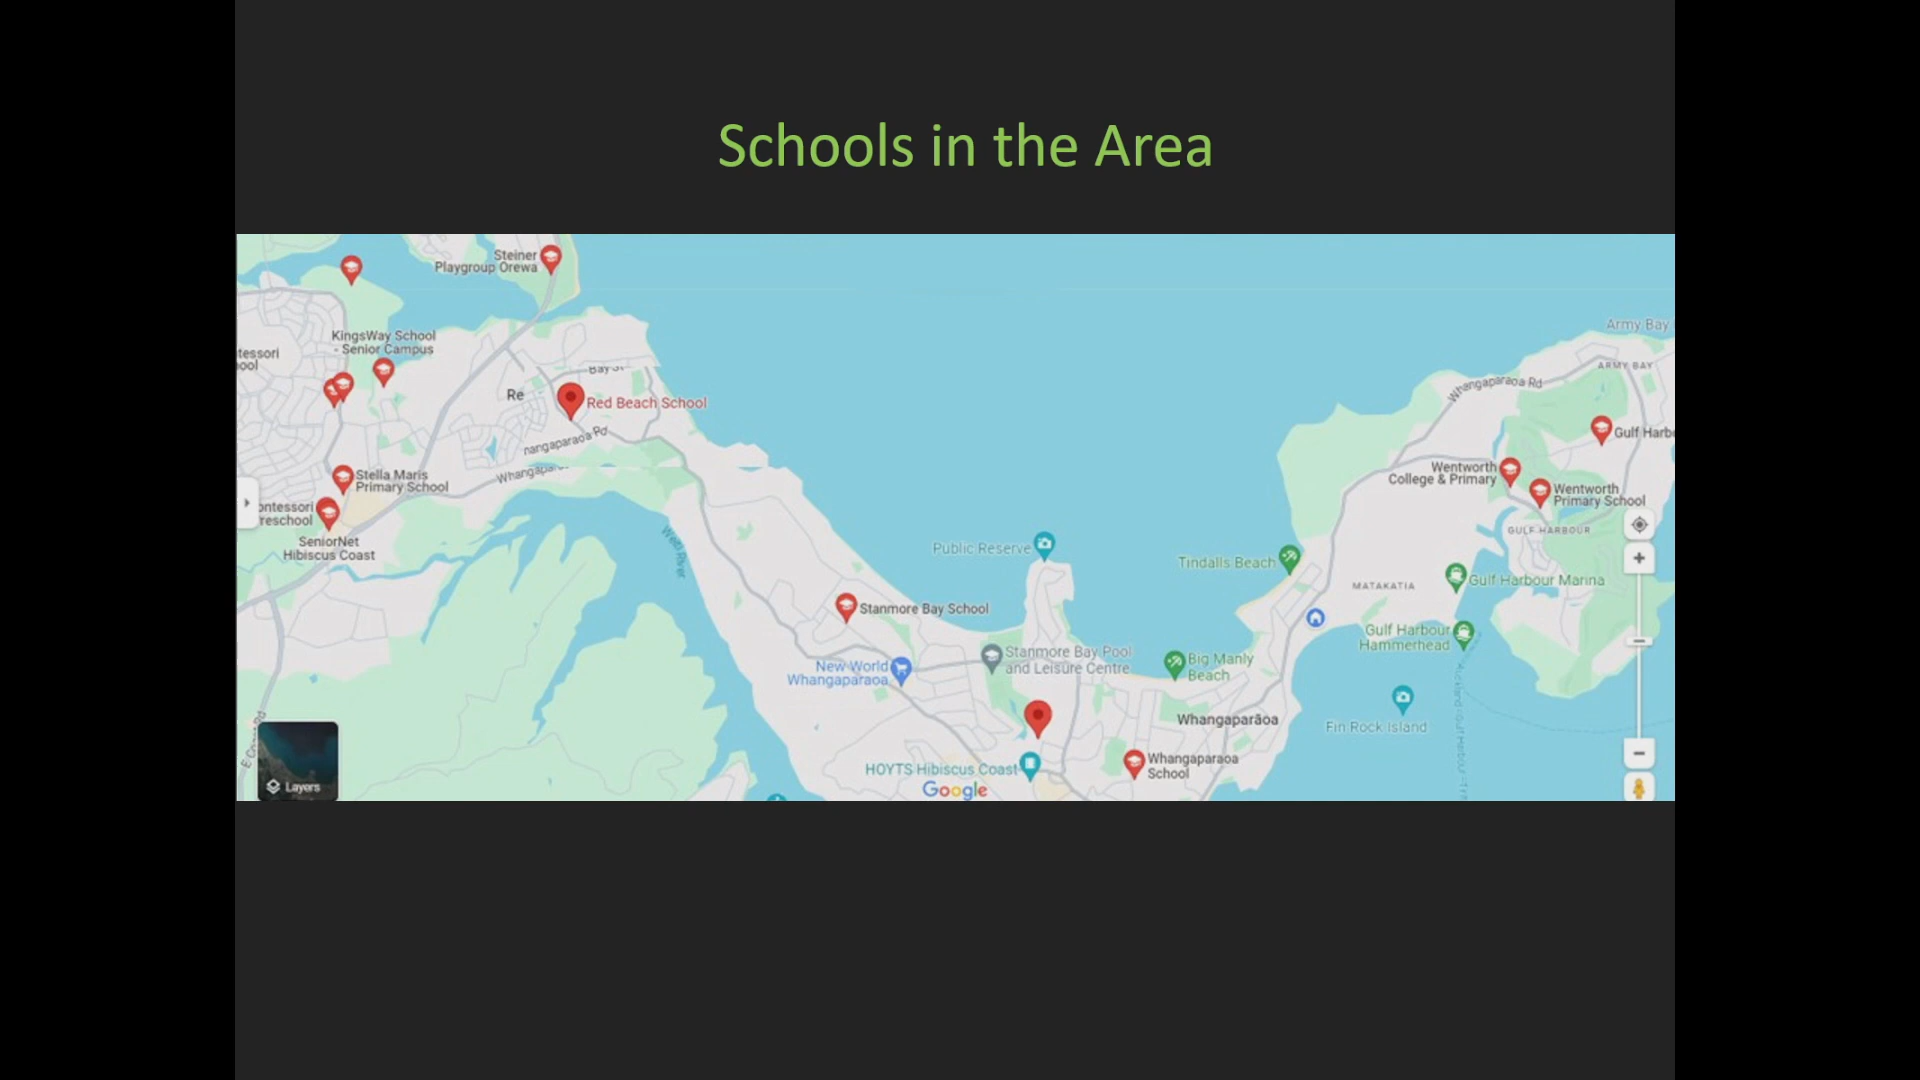 Schools in the Area
Steiner
Playgroup Orewa
KingsWay School
- Senior Campus
tessori
ool
Re
Bay St
Red Beach School
nangaparaoa Rd
Whangapar
Stella Maris
Primary School
ontessori
reschool
SeniorNet
Hibiscus Coast
Weiti River
Army Bay
ARMY BAY
Whangaparaoa Rd
Gulf Harb
Wentworth
College & Primary
Wentworth
Primary School
GULF HARBOUR
Public Reserve
Tindalls Beach
MATAKATIA
Gulf Harbour Marina
Stanmore Bay School
Gulf Harbour
Hammerhead
Stanmore Bay Pool
and Leisure Centre
New World
Whangaparaoa
Big Manly
Beach
Whangaparāoa
Fin Rock Island
Whangaparaoa
School
HOYTS Hibiscus Coast
Google
Layers